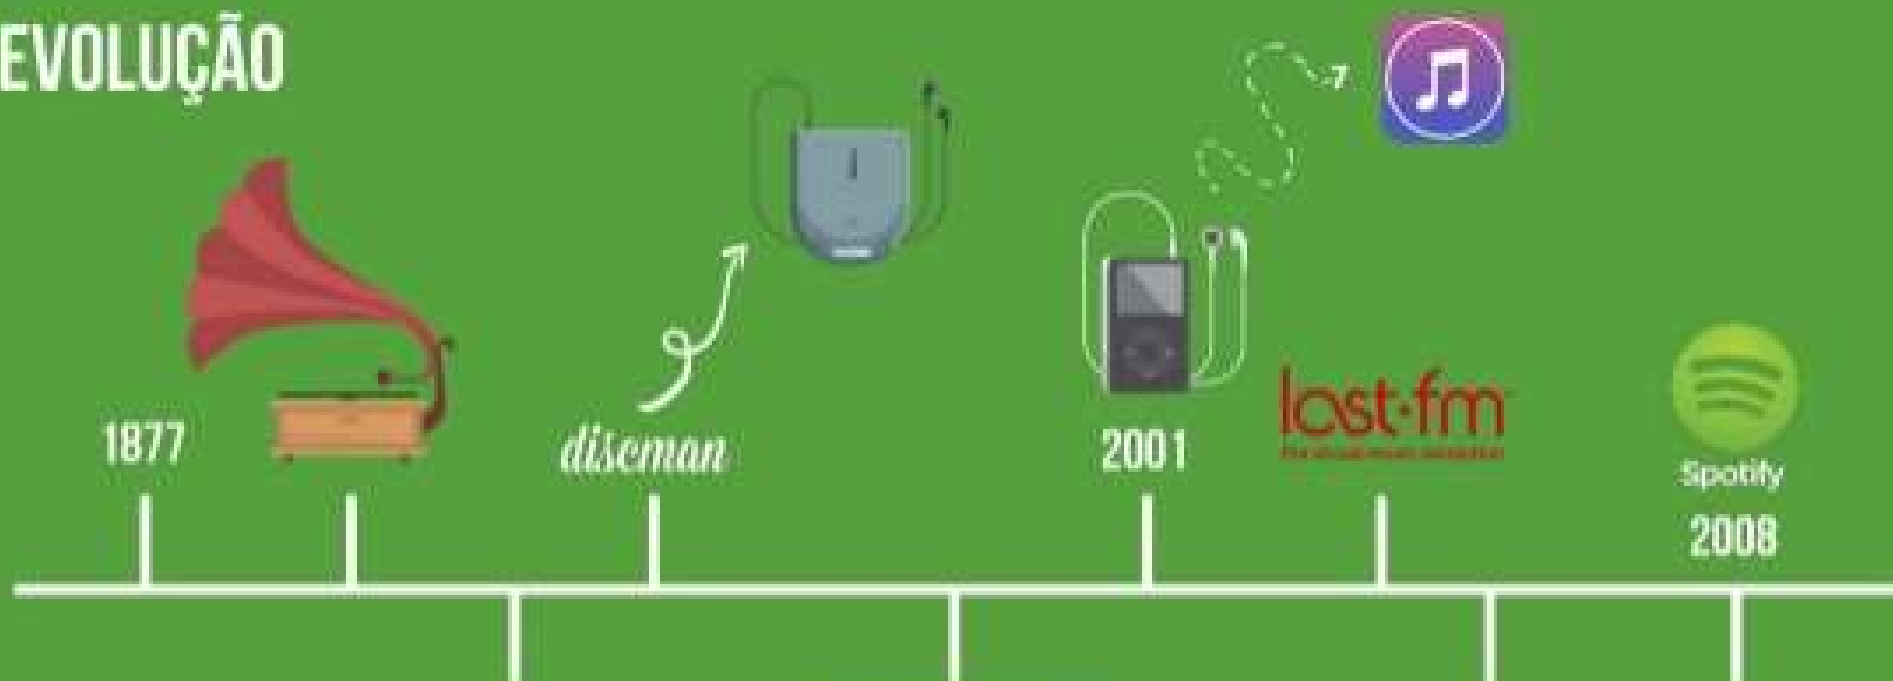 EVOLUÇÃO
1877
discman
2001
last.fm
Spotify
2008